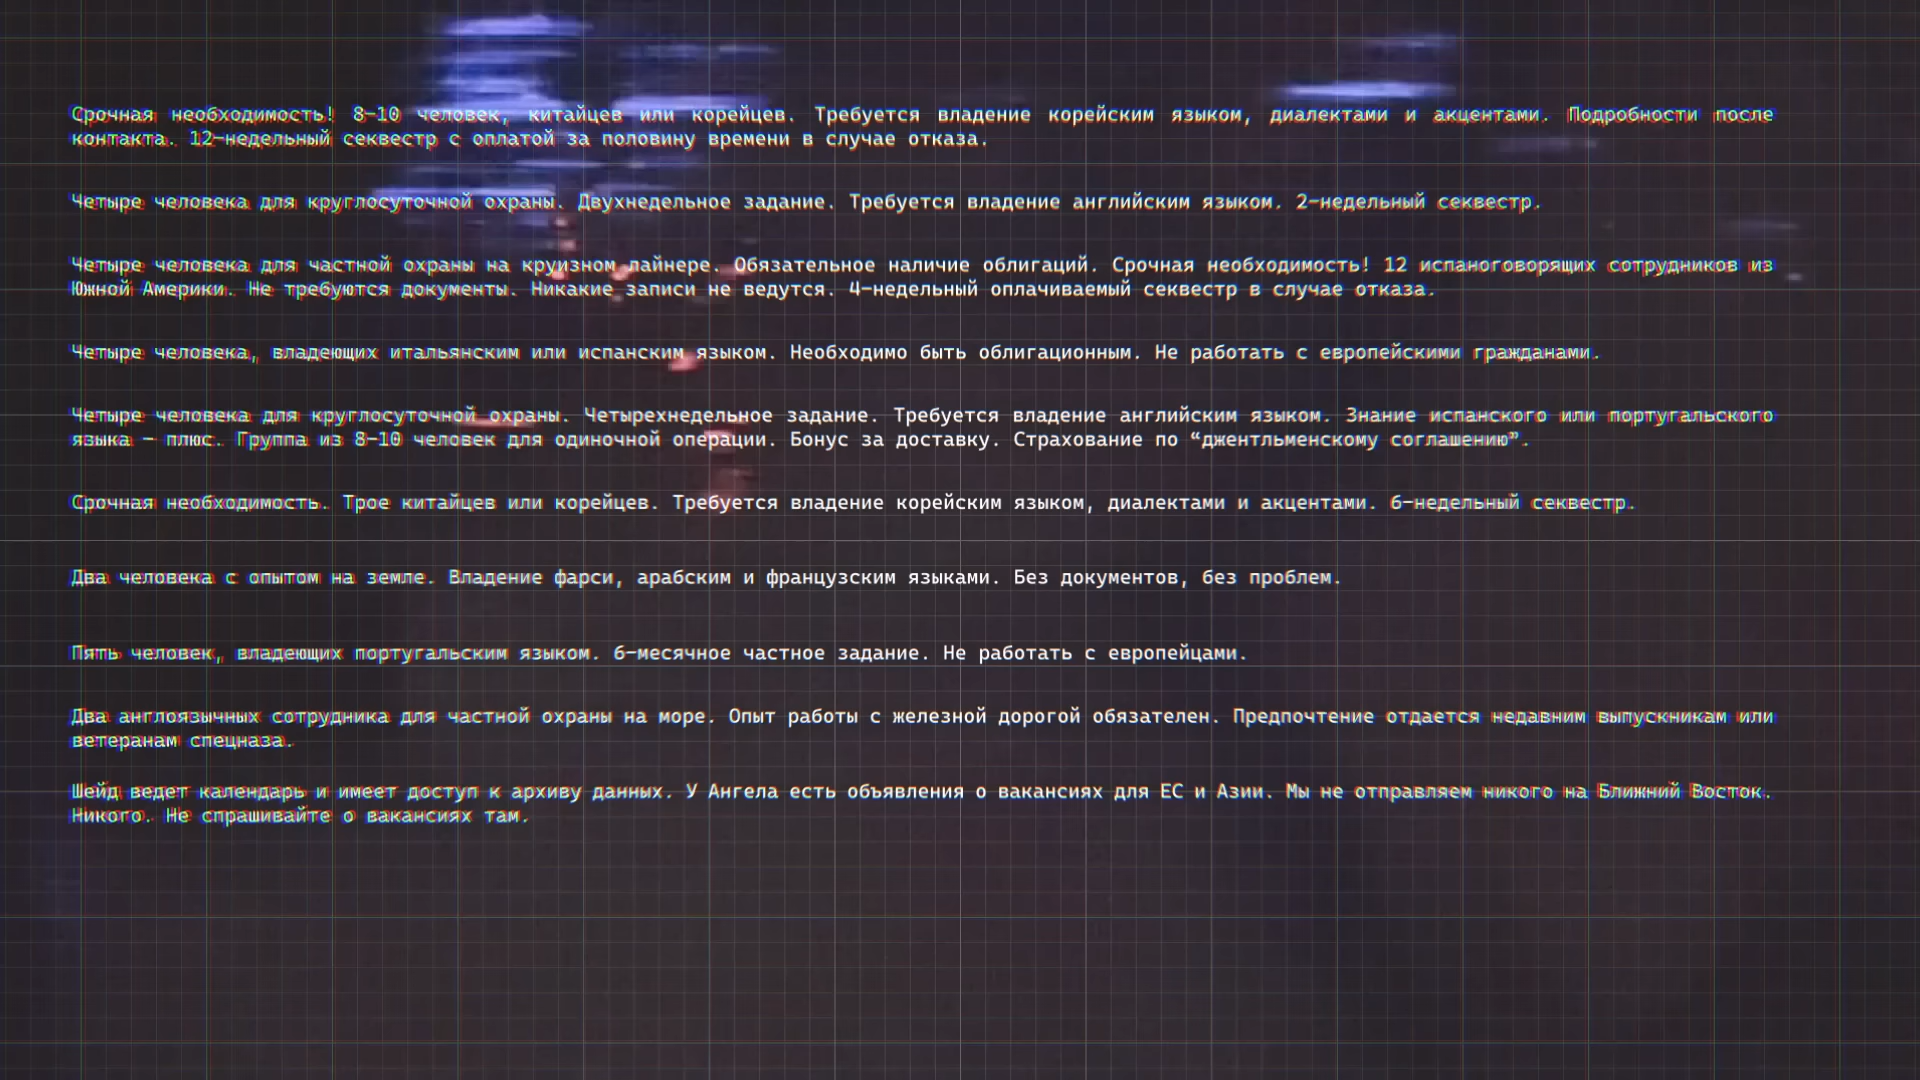 Срочная необходимость! 8-10 человек, китайцев или корейцев. Требуется владение корейским языком, диалектами и акцентами. Подробности после
контакта. 12-недельный секвестр с оплатой за половину времени в случае отказа.
Четыре человека для круглосуточной охраны. Двухнедельное задание. Требуется владение английским языком. 2-недельный секвестр.
Четыре человека для частной охраны на круизном лайнере. Обязательное наличие облигаций. Срочная необходимость! 12 испаноговорящих сотрудников из
Южной Америки. Не требуются документы. Никакие записи не ведутся. 4-недельный оплачиваемый секвестр в случае отказа.
Четыре человека, владеющих итальянским или испанским языком. Необходимо быть облигационным. Не работать с европейскими гражданами.
Четыре человека для круглосуточной охраны. Четырехнедельное задание. Требуется владение английским языком. Знание испанского или португальского
языка - плюс. Группа из 8-10 человек для одиночной операции. Бонус за доставку. Страхование по “джентльменскому соглашению”.
Срочная необходимость. Трое китайцев или корейцев. Требуется владение корейским языком, диалектами и акцентами. 6-недельный секвестр.
Два человека с опытом на земле. Владение фарси, арабским и французским языками. Без документов, без проблем.
Пять человек, владеющих португальским языком. 6-месячное частное задание. Не работать с европейцами.
Два англоязычных сотрудника для частной охраны на море. Опыт работы с железной дорогой обязателен. Предпочтение отдается недавним выпускникам или
ветеранам спецназа.
Шейд ведет календарь и имеет доступ к архиву данных. У Ангела есть объявления о вакансиях для ЕС и Азии. Мы не отправляем никого на Ближний Восток.
Никого. Не спрашивайте о вакансиях там.